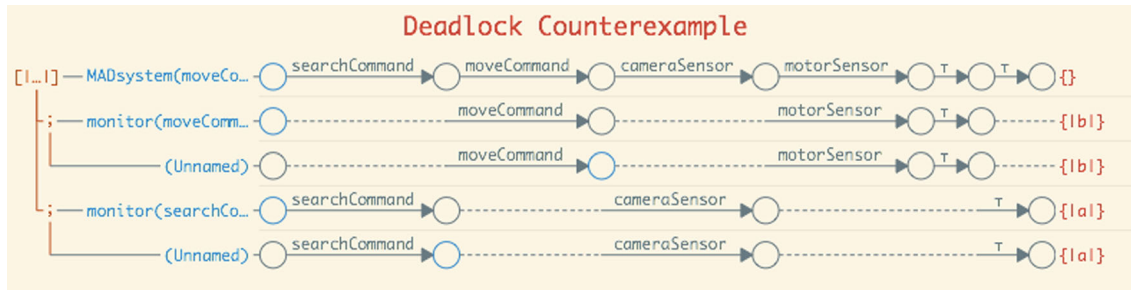 Deadlock Counterexample
[|…|] MADsystem(moveCo… searchCommand moveCommand cameraSensor motorSensor τ τ {}
; monitor(moveComm… moveCommand motorSensor τ {|b|}
(Unnamed) moveCommand motorSensor τ {|b|}
; monitor(searchCo… searchCommand cameraSensor τ {|a|}
(Unnamed) searchCommand cameraSensor τ {|a|}